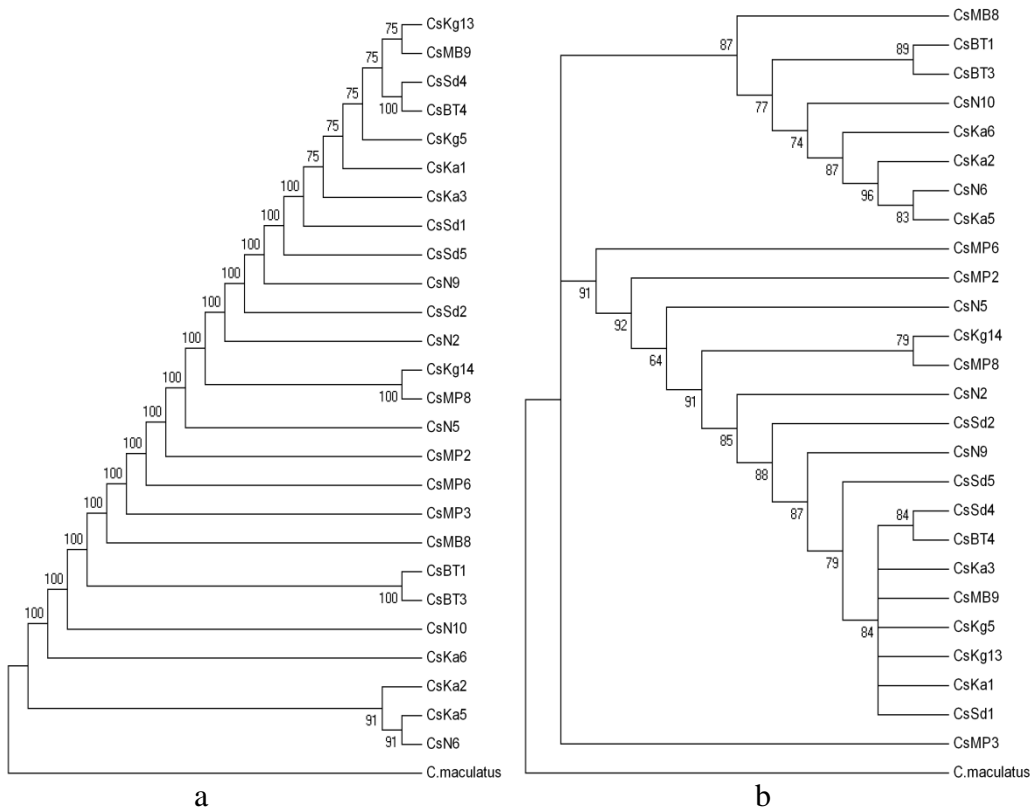 75 CsKg13
CsMB9
75
CsSd4
100 CsBT4
75
CsKg5
75
CsKa1
75
CsKa3
100
CsSd1
100
CsSd5
100
CsN9
100
CsSd2
100
CsN2
100
CsKg14
100 CsMP8
100
CsN5
100
CsMP2
100
CsMP6
100
CsMP3
100
CsMB8
100
CsBT1
100 CsBT3
100
CsN10
100
CsKa6
CsKa2
91 CsKa5
91 CsN6
C.maculatus
a
CsMB8
87
89 CsBT1
CsBT3
77
CsN10
74
CsKa6
87
CsKa2
96
CsN6
83 CsKa5
CsMP6
91
CsMP2
92
CsN5
64
79 CsKg14
CsMP8
91
CsN2
85
CsSd2
88
CsN9
87
CsSd5
79
84 CsSd4
CsBT4
CsKa3
CsMB9
84 CsKg5
CsKg13
CsKa1
CsSd1
CsMP3
C.maculatus
b